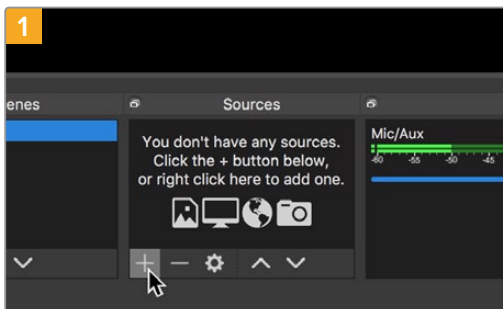 1
enes
Sources
You don't have any sources.
Click the + button below,
or right click here to add one.
Mic/Aux
-60 -55 -50 -45